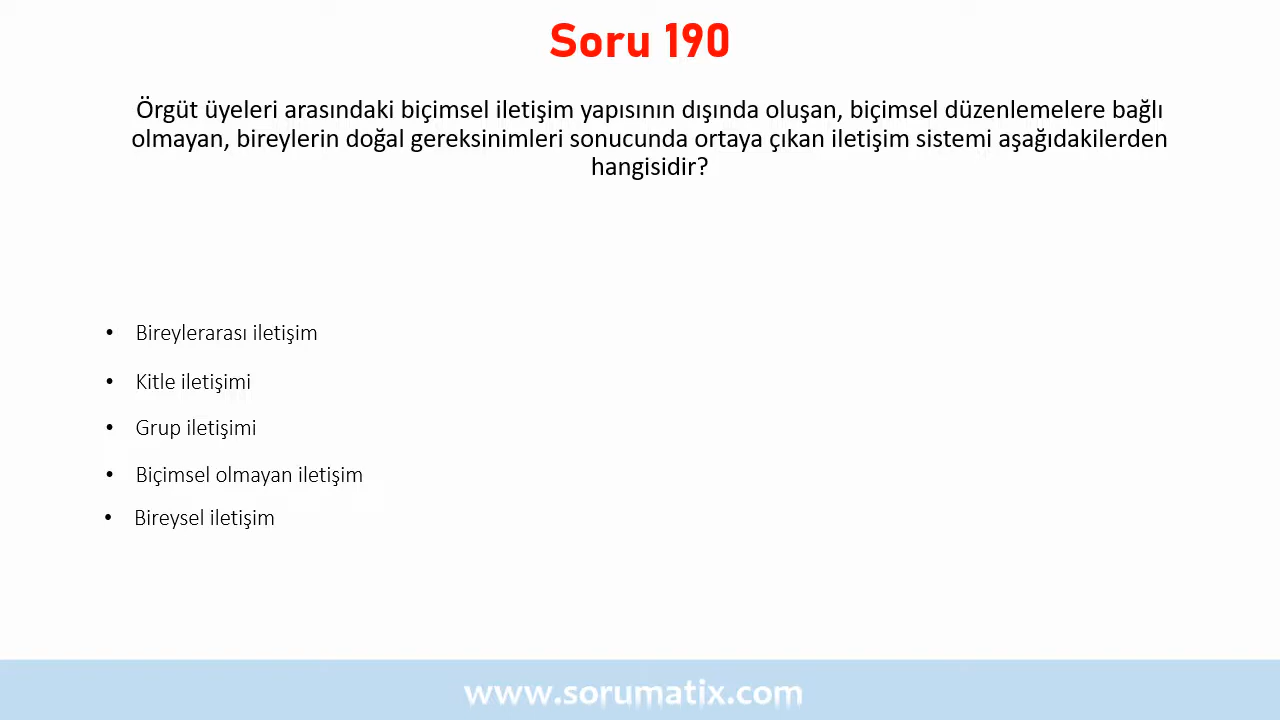 Soru 190
Örgüt üyeleri arasındaki biçimsel iletişim yapısının dışında oluşan, biçimsel düzenlemelere bağlı
olmayan, bireylerin doğal gereksinimleri sonucunda ortaya çıkan iletişim sistemi aşağıdakilerden
hangisidir?
• Bireylerarası iletişim
• Kitle iletişimi
• Grup iletişimi
• Biçimsel olmayan iletişim
• Bireysel iletişim
www.sorumatix.com